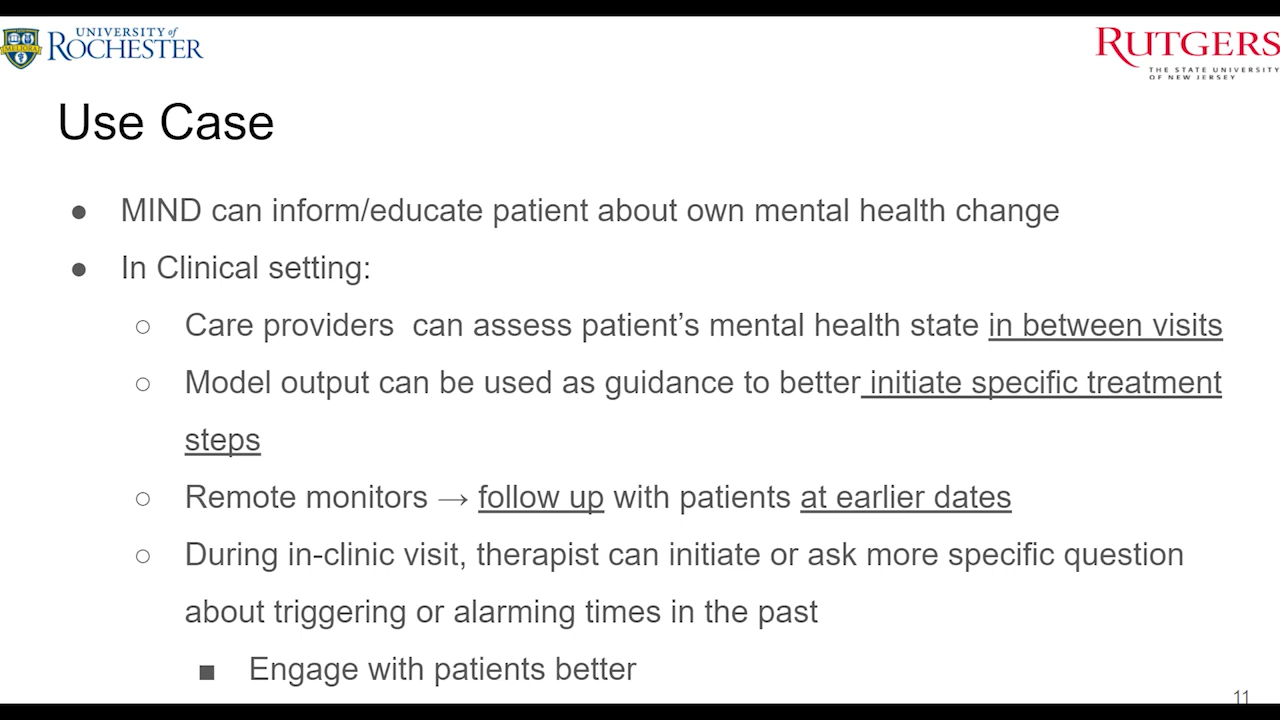 UNIVERSITY of
ROCHESTER
MELIORA
RUTGERS
THE STATE UNIVERSITY
OF NEW JERSEY
Use Case
● MIND can inform/educate patient about own mental health change
● In Clinical setting:
○ Care providers  can assess patient’s mental health state in between visits
○ Model output can be used as guidance to better initiate specific treatment
steps
○ Remote monitors → follow up with patients at earlier dates
○ During in-clinic visit, therapist can initiate or ask more specific question
about triggering or alarming times in the past
■ Engage with patients better
11